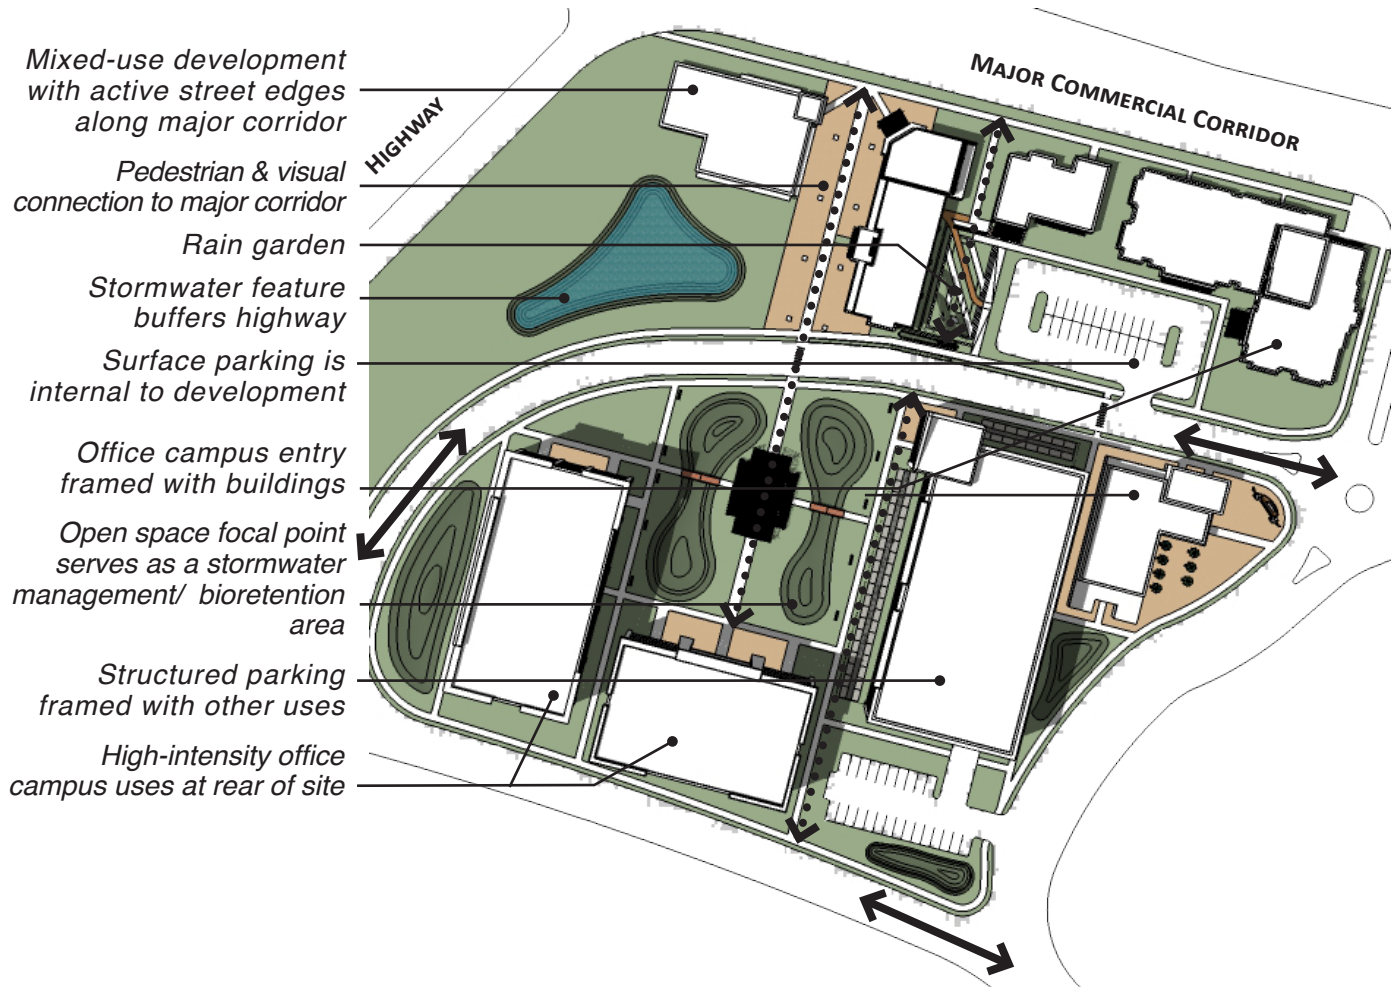 Mixed-use development
with active street edges
along major corridor
Pedestrian & visual
connection to major corridor
Rain garden
Stormwater feature
buffers highway
Surface parking is
internal to development
Office campus entry
framed with buildings
Open space focal point
serves as a stormwater
management/ bioretention
area
Structured parking
framed with other uses
High-intensity office
campus uses at rear of site
HIGHWAY
MAJOR COMMERCIAL CORRIDOR